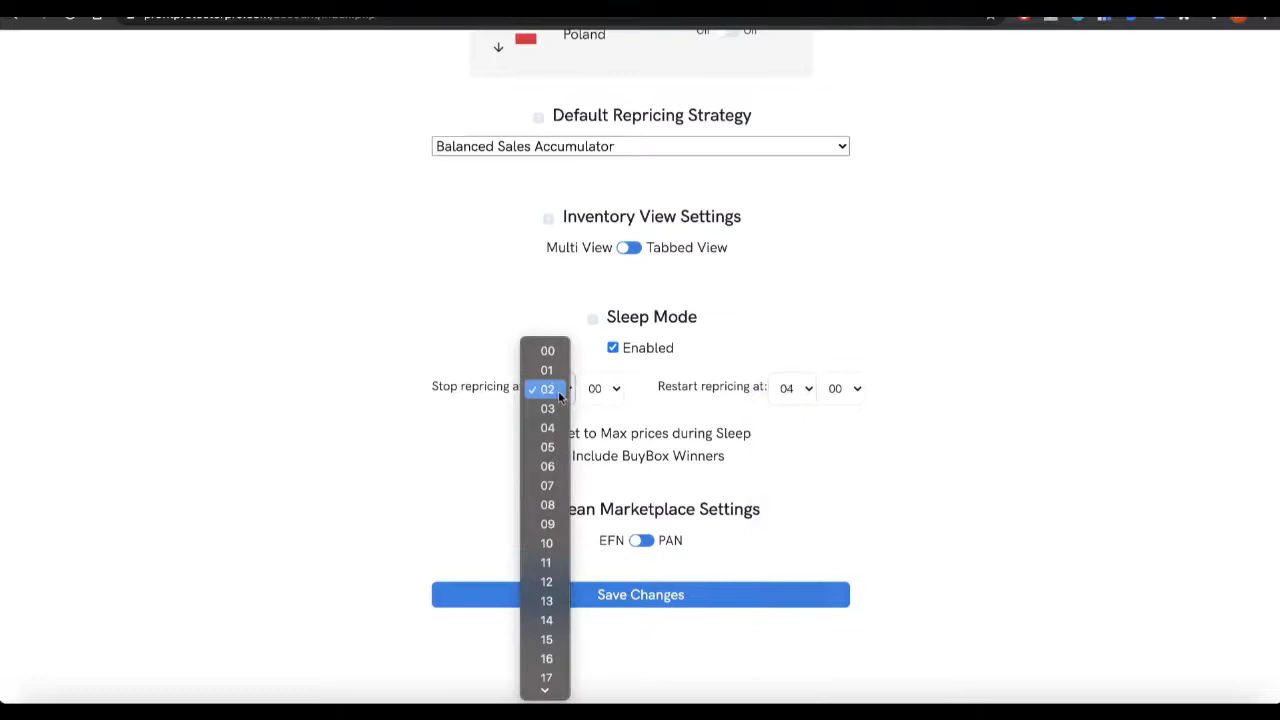 Poland
Off
Default Repricing Strategy
Balanced Sales Accumulator
Inventory View Settings
Multi View Tabbed View
Sleep Mode
Enabled
Stop repricing a 00 Restart repricing at: 04 00
et to Max prices during Sleep
Include BuyBox Winners
ean Marketplace Settings
EFN PAN
Save Changes
00
01
✓ 02
03
04
05
06
07
08
09
10
11
12
13
14
15
16
17